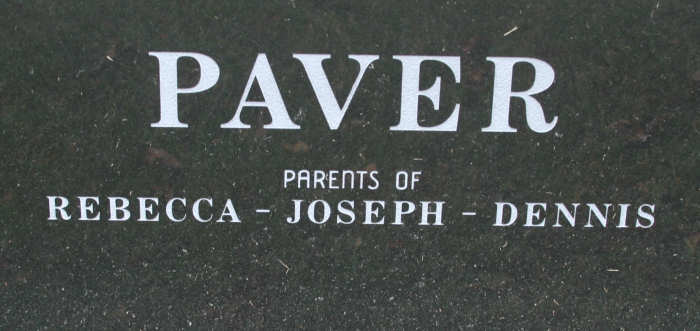 PAVER
PARENTS OF
REBECCA - JOSEPH - DENNIS